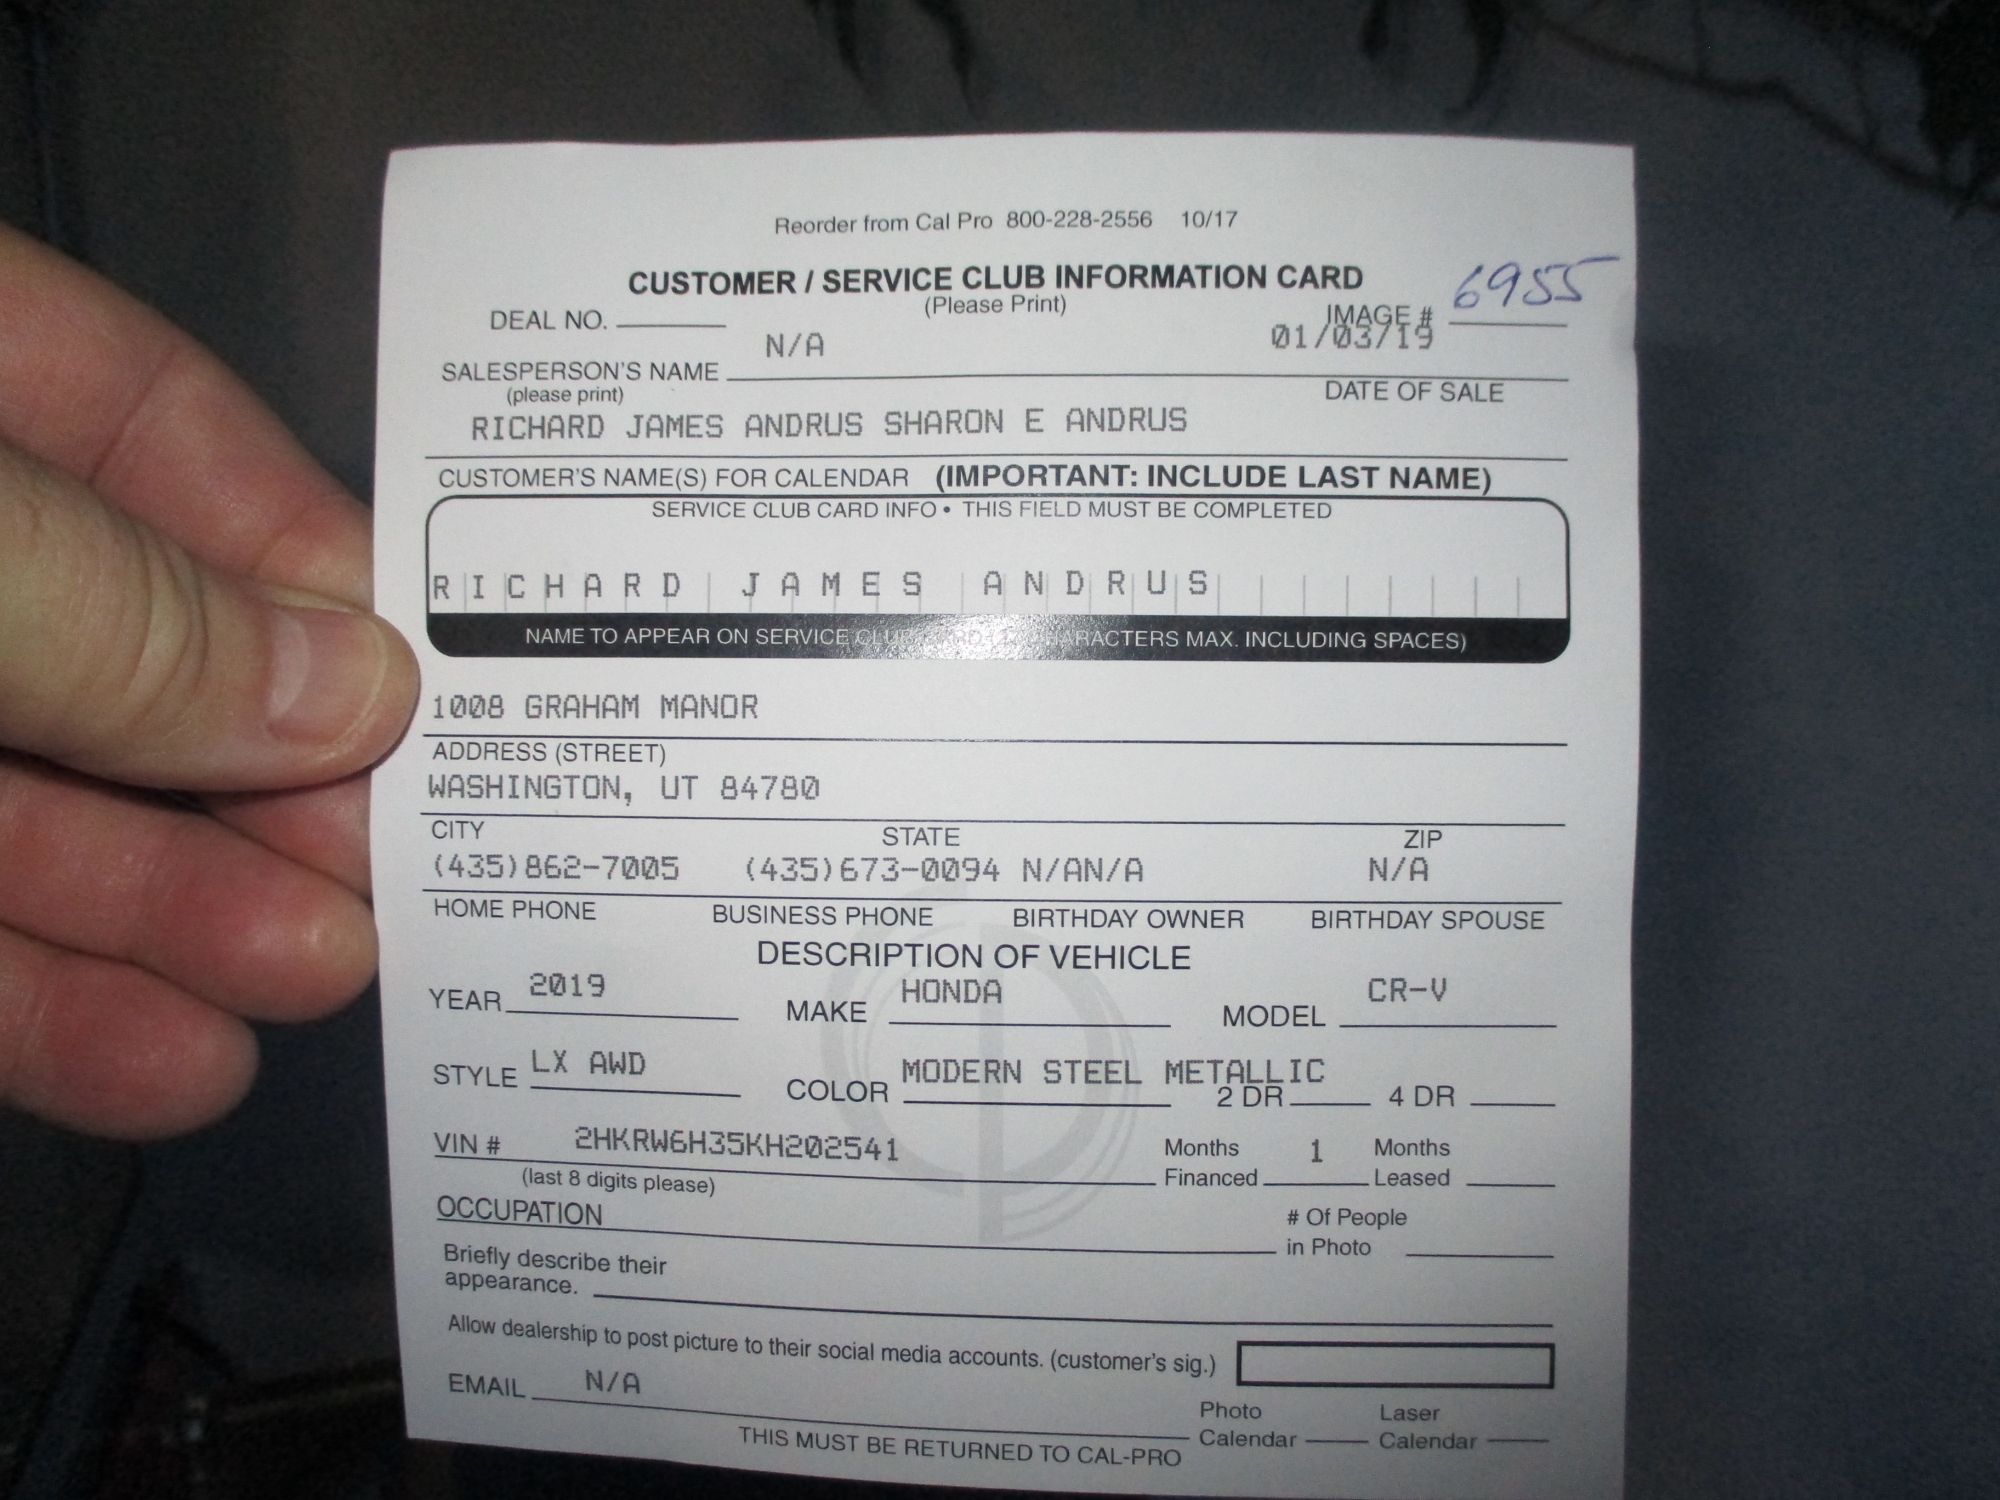 Reorder from Cal Pro 800-228-2556 10/17
CUSTOMER / SERVICE CLUB INFORMATION CARD
6955
(Please Print)
DEAL NO.
IMAGE #
N/A
01/03/19
SALESPERSON'S NAME
(please print)
DATE OF SALE
RICHARD JAMES ANDRUS SHARON E ANDRUS
CUSTOMER'S NAME(S) FOR CALENDAR (IMPORTANT: INCLUDE LAST NAME)
SERVICE CLUB CARD INFO • THIS FIELD MUST BE COMPLETED
RICHARD JAMES ANDRUS
NAME TO APPEAR ON SERVICE CLUB CHARACTERS MAX. INCLUDING SPACES)
1008 GRAHAM MANOR
ADDRESS (STREET)
WASHINGTON, UT 84780
CITY STATE ZIP
(435)862-7005 (435)673-0094 N/AN/A N/A
HOME PHONE BUSINESS PHONE BIRTHDAY OWNER BIRTHDAY SPOUSE
DESCRIPTION OF VEHICLE
YEAR 2019 MAKE HONDA MODEL CR-V
STYLE LX AWD COLOR MODERN STEEL METALLIC
2 DR 4 DR
VIN # 2HKRW6H35KH202541
(last 8 digits please)
Months Financed 1 Months Leased
OCCUPATION
# Of People in Photo
Briefly describe their
appearance.
Allow dealership to post picture to their social media accounts. (customer's sig.)
EMAIL N/A
Photo Calendar Laser Calendar
THIS MUST BE RETURNED TO CAL-PRO